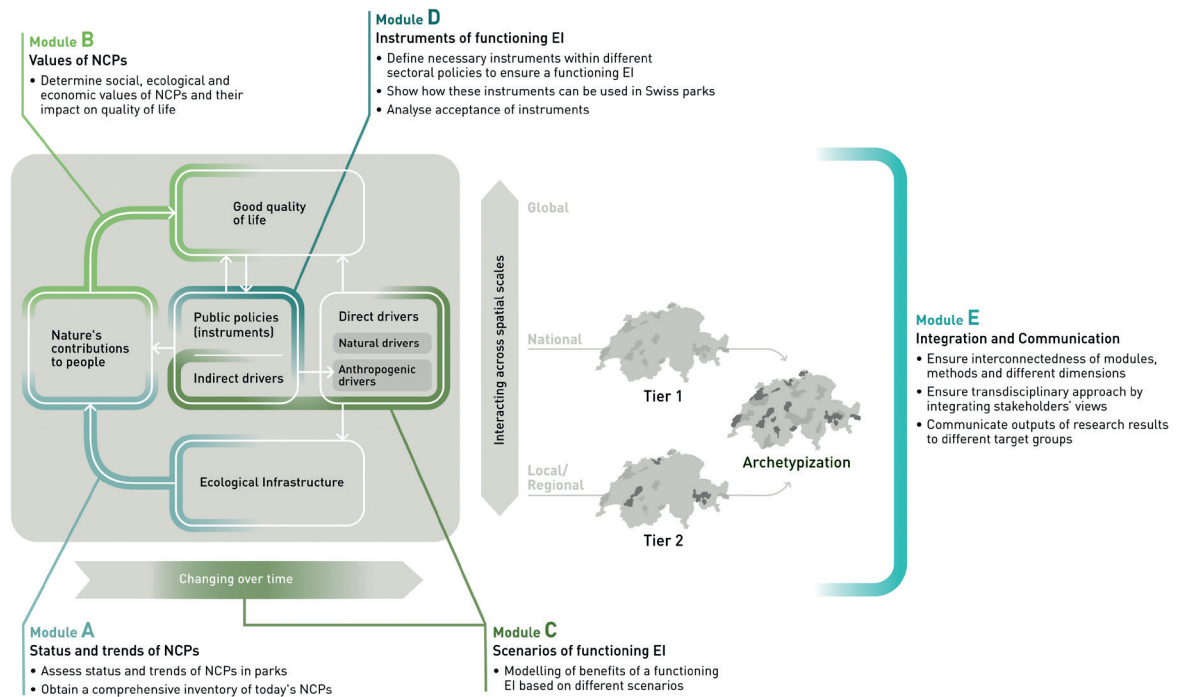 Module B
Values of NCPs
• Determine social, ecological and
economic values of NCPs and their
impact on quality of life
Module D
Instruments of functioning EI
• Define necessary instruments within different
sectoral policies to ensure a functioning EI
• Show how these instruments can be used in Swiss parks
• Analyse acceptance of instruments
Good quality
of life
Nature's
contributions
to people
Public policies
(instruments)
Indirect drivers
Direct drivers
Natural drivers
Anthropogenic
drivers
Ecological Infrastructure
Changing over time
Interacting across spatial scales
Global
National
Local/
Regional
Tier 1
Tier 2
Archetypization
Module E
Integration and Communication
• Ensure interconnectedness of modules,
methods and different dimensions
• Ensure transdisciplinary approach by
integrating stakeholders' views
• Communicate outputs of research results
to different target groups
Module A
Status and trends of NCPs
• Assess status and trends of NCPs in parks
• Obtain a comprehensive inventory of today's NCPs
Module C
Scenarios of functioning EI
• Modelling of benefits of a functioning
EI based on different scenarios